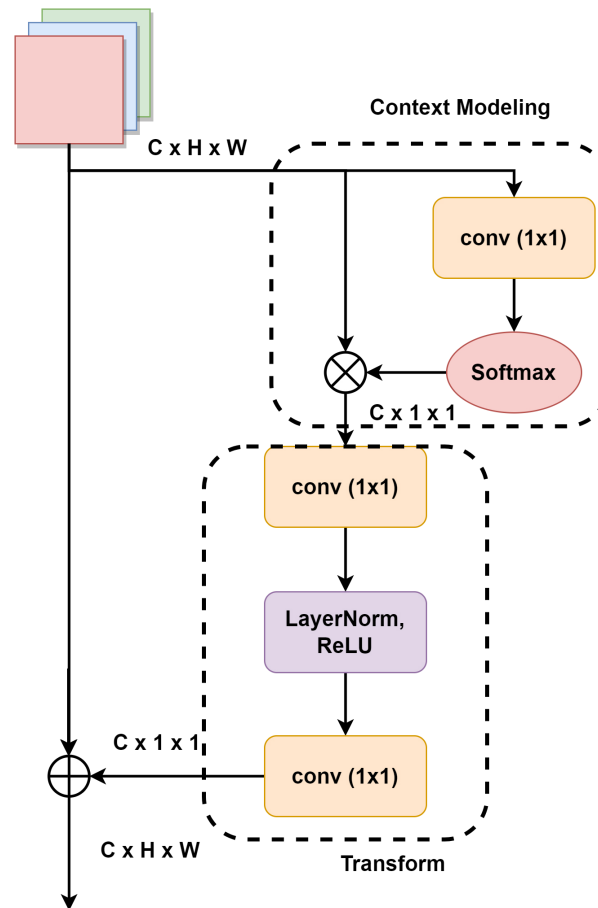 Context Modeling
C x H x W
conv (1x1)
Softmax
C x 1 x 1
conv (1x1)
LayerNorm,
ReLU
C x 1 x 1
conv (1x1)
C x H x W
Transform